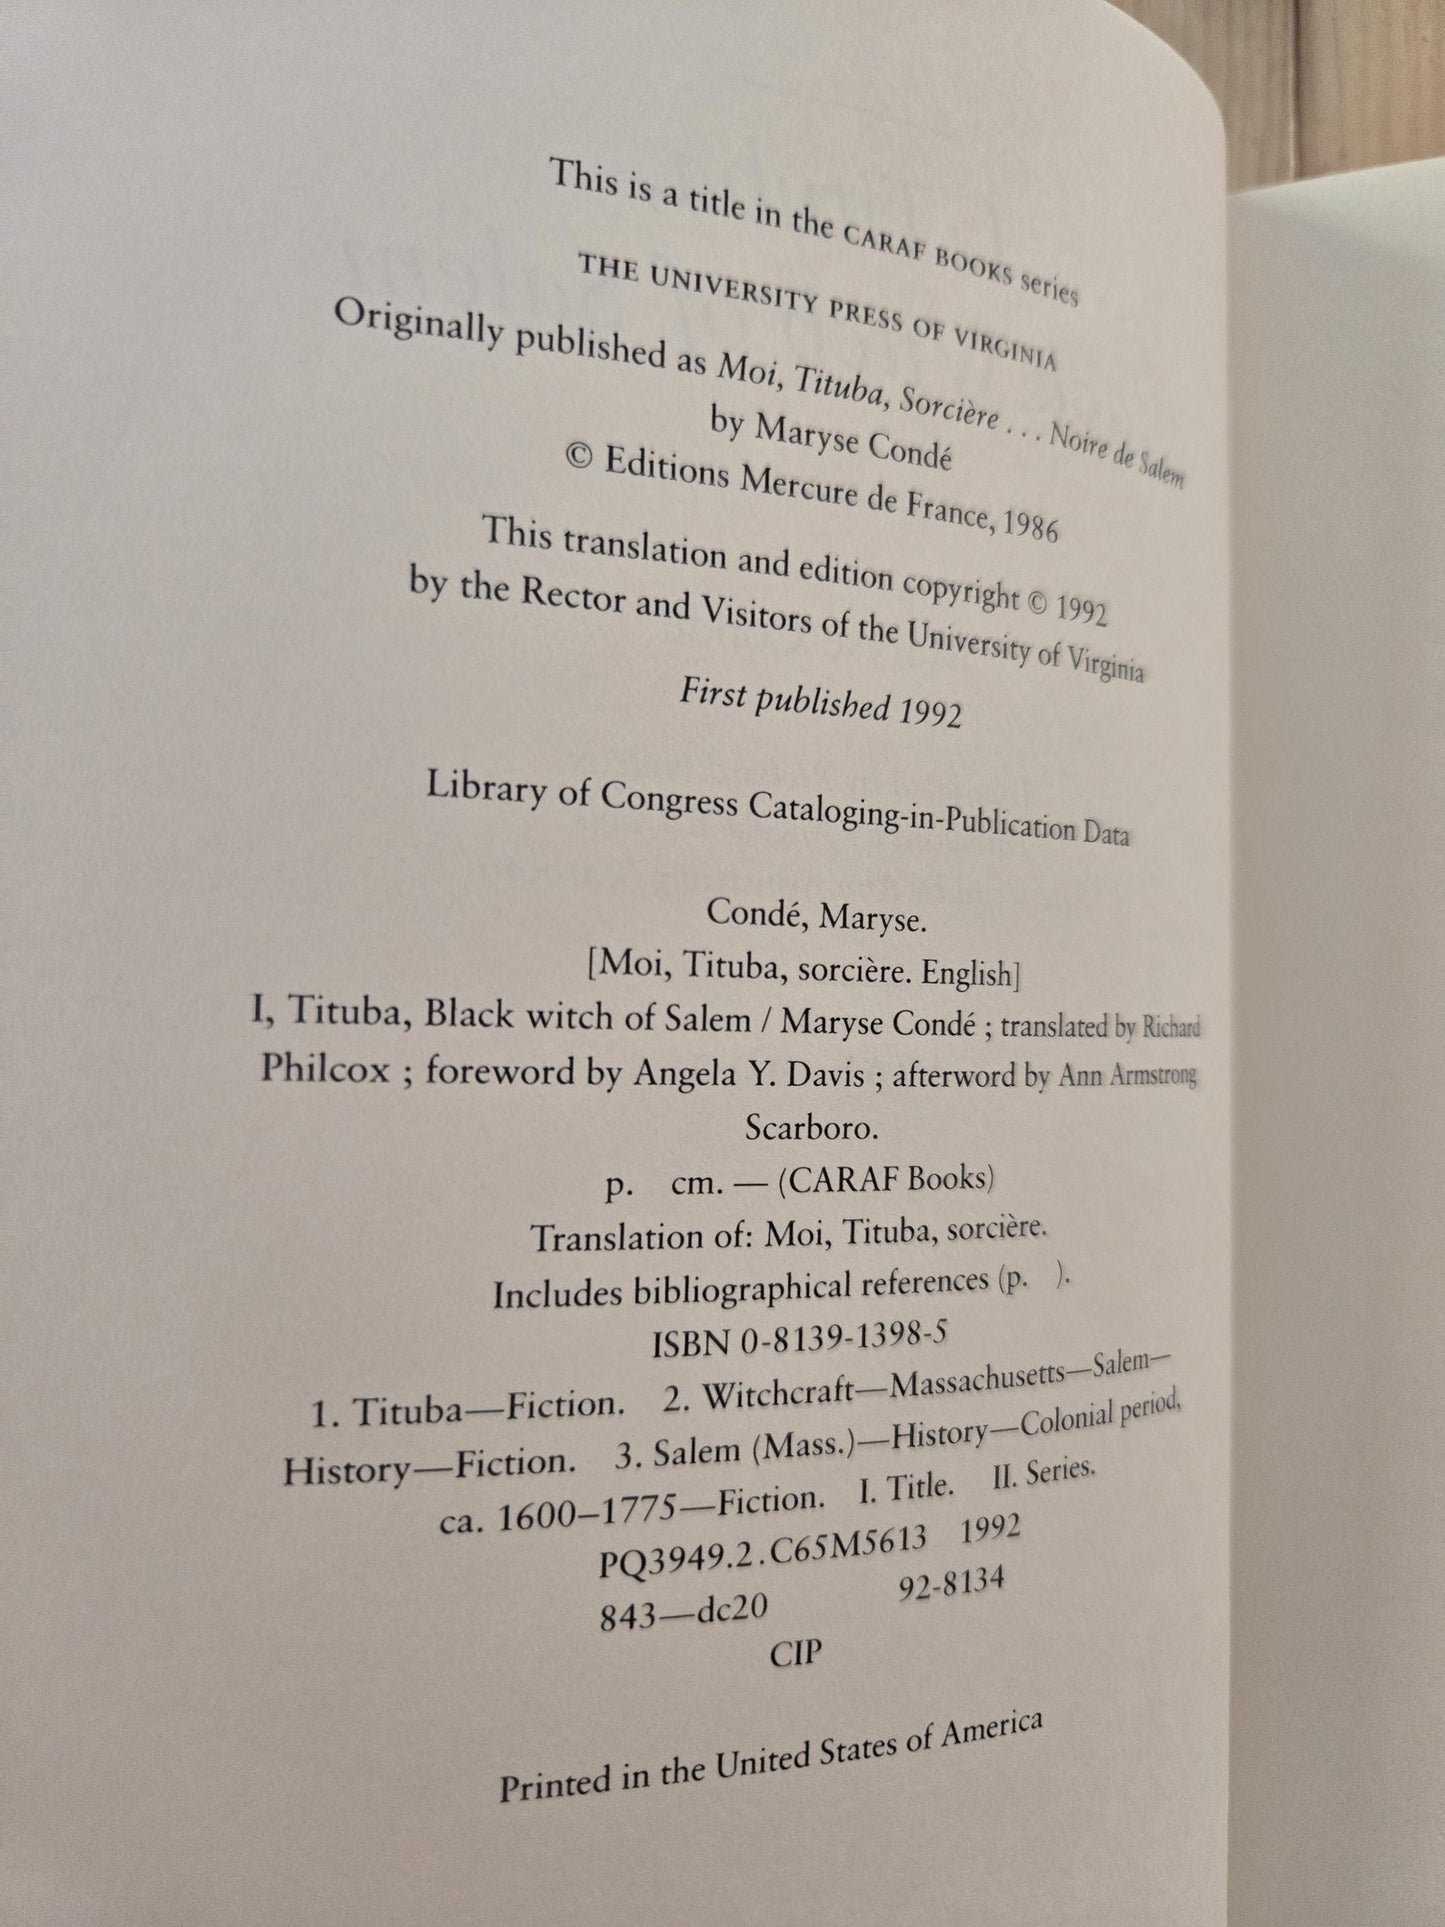 This is a title in the CARAF BOOKS series
THE UNIVERSITY PRESS OF VIRGINIA
Originally published as Moi, Tituba, Sorcière . . . Noire de Salem
by Maryse Condé
© Editions Mercure de France, 1986
This translation and edition copyright © 1992
by the Rector and Visitors of the University of Virginia
First published 1992
Library of Congress Cataloging-in-Publication Data
Condé, Maryse.
[Moi, Tituba, sorcière. English]
I, Tituba, Black witch of Salem / Maryse Condé ; translated by Richard
Philcox ; foreword by Angela Y. Davis ; afterword by Ann Armstrong
Scarboro.
p. cm. — (CARAF Books)
Translation of: Moi, Tituba, sorcière.
Includes bibliographical references (p. ).
ISBN 0-8139-1398-5
1. Tituba—Fiction. 2. Witchcraft—Massachusetts—Salem—
History—Fiction. 3. Salem (Mass.)—History—Colonial period,
ca. 1600–1775—Fiction. I. Title. II. Series.
PQ3949.2.C65M5613 1992
843—dc20 92-8134
CIP
Printed in the United States of America